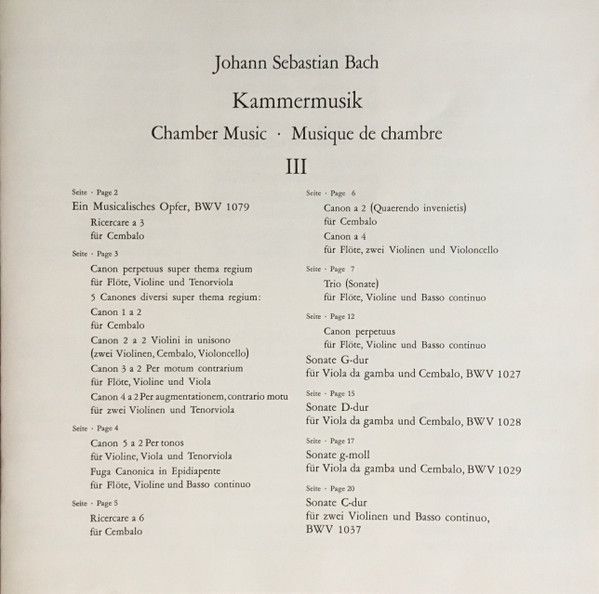 Johann Sebastian Bach
Kammermusik
Chamber Music · Musique de chambre
III
Seite · Page 2
Ein Musicalisches Opfer, BWV 1079
Ricercare a 3
für Cembalo
Seite · Page 3
Canon perpetuus super thema regium
für Flöte, Violine und Tenorviola
5 Canones diversi super thema regium:
Canon 1 a 2
für Cembalo
Canon 2 a 2 Violini in unisono
(zwei Violinen, Cembalo, Violoncello)
Canon 3 a 2 Per motum contrarium
für Flöte, Violine und Viola
Canon 4 a 2 Per augmentationem, contrario motu
für zwei Violinen und Tenorviola
Seite · Page 4
Canon 5 a 2 Per tonos
für Violine, Viola und Tenorviola
Fuga Canonica in Epidiapente
für Flöte, Violine und Basso continuo
Seite · Page 5
Ricercare a 6
für Cembalo
Seite · Page 6
Canon a 2 (Quaerendo invenietis)
für Cembalo
Canon a 4
für Flöte, zwei Violinen und Violoncello
Seite · Page 7
Trio (Sonate)
für Flöte, Violine und Basso continuo
Seite · Page 12
Canon perpetuus
für Flöte, Violine und Basso continuo
Sonate G-dur
für Viola da gamba und Cembalo, BWV 1027
Seite · Page 15
Sonate D-dur
für Viola da gamba und Cembalo, BWV 1028
Seite · Page 17
Sonate g-moll
für Viola da gamba und Cembalo, BWV 1029
Seite · Page 20
Sonate C-dur
für zwei Violinen und Basso continuo,
BWV 1037